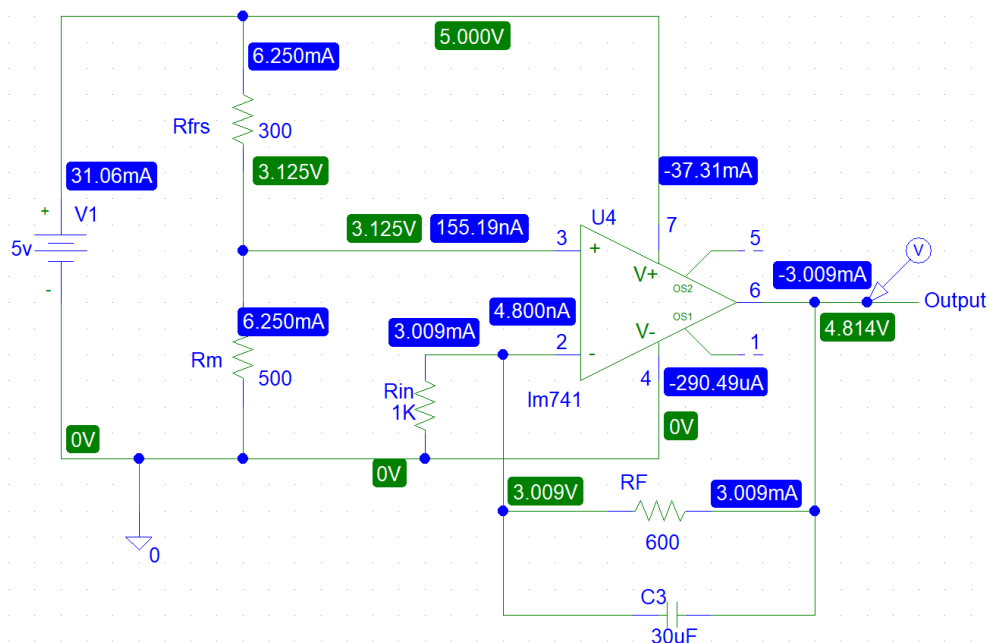 5.000V
6.250mA
Rfrs
300
31.06mA
3.125V
-37.31mA
+
V1
5v
-
3.125V
155.19nA
U4
7
3
+
V+
5
OS2
V
-3.009mA
6
Output
4.814V
6.250mA
3.009mA
4.800nA
OS1
V-
1
2
-
4
-290.49uA
Rm
500
Rin
1K
lm741
0V
0V
0V
0
3.009V
RF
3.009mA
600
C3
30uF